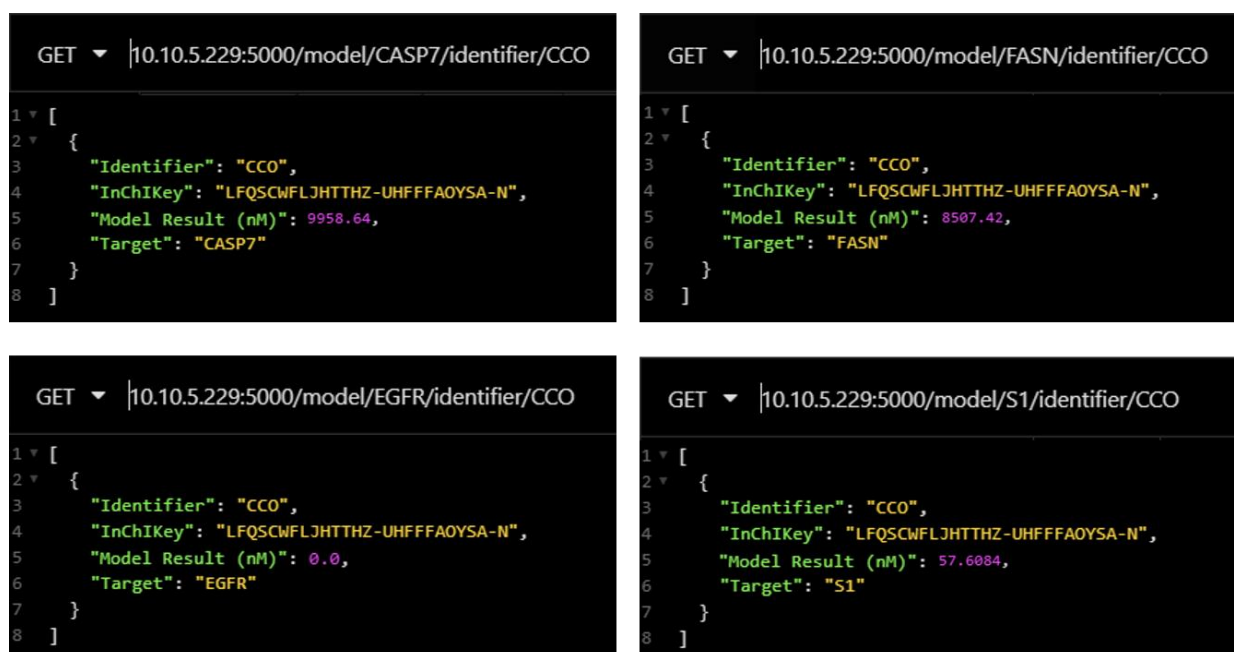 GET 10.10.5.229:5000/model/CASP7/identifier/CCO
1 [
2 {
3 "Identifier": "CCO",
4 "InChIKey": "LFQSCWFLJHTTHZ-UHFFFAOYSA-N",
5 "Model Result (nM)": 9958.64,
6 "Target": "CASP7"
7 }
8 ]
GET 10.10.5.229:5000/model/FASN/identifier/CCO
1 [
2 {
3 "Identifier": "CCO",
4 "InChIKey": "LFQSCWFLJHTTHZ-UHFFFAOYSA-N",
5 "Model Result (nM)": 8507.42,
6 "Target": "FASN"
7 }
8 ]
GET 10.10.5.229:5000/model/EGFR/identifier/CCO
1 [
2 {
3 "Identifier": "CCO",
4 "InChIKey": "LFQSCWFLJHTTHZ-UHFFFAOYSA-N",
5 "Model Result (nM)": 0.0,
6 "Target": "EGFR"
7 }
8 ]
GET 10.10.5.229:5000/model/S1/identifier/CCO
1 [
2 {
3 "Identifier": "CCO",
4 "InChIKey": "LFQSCWFLJHTTHZ-UHFFFAOYSA-N",
5 "Model Result (nM)": 57.6084,
6 "Target": "S1"
7 }
8 ]